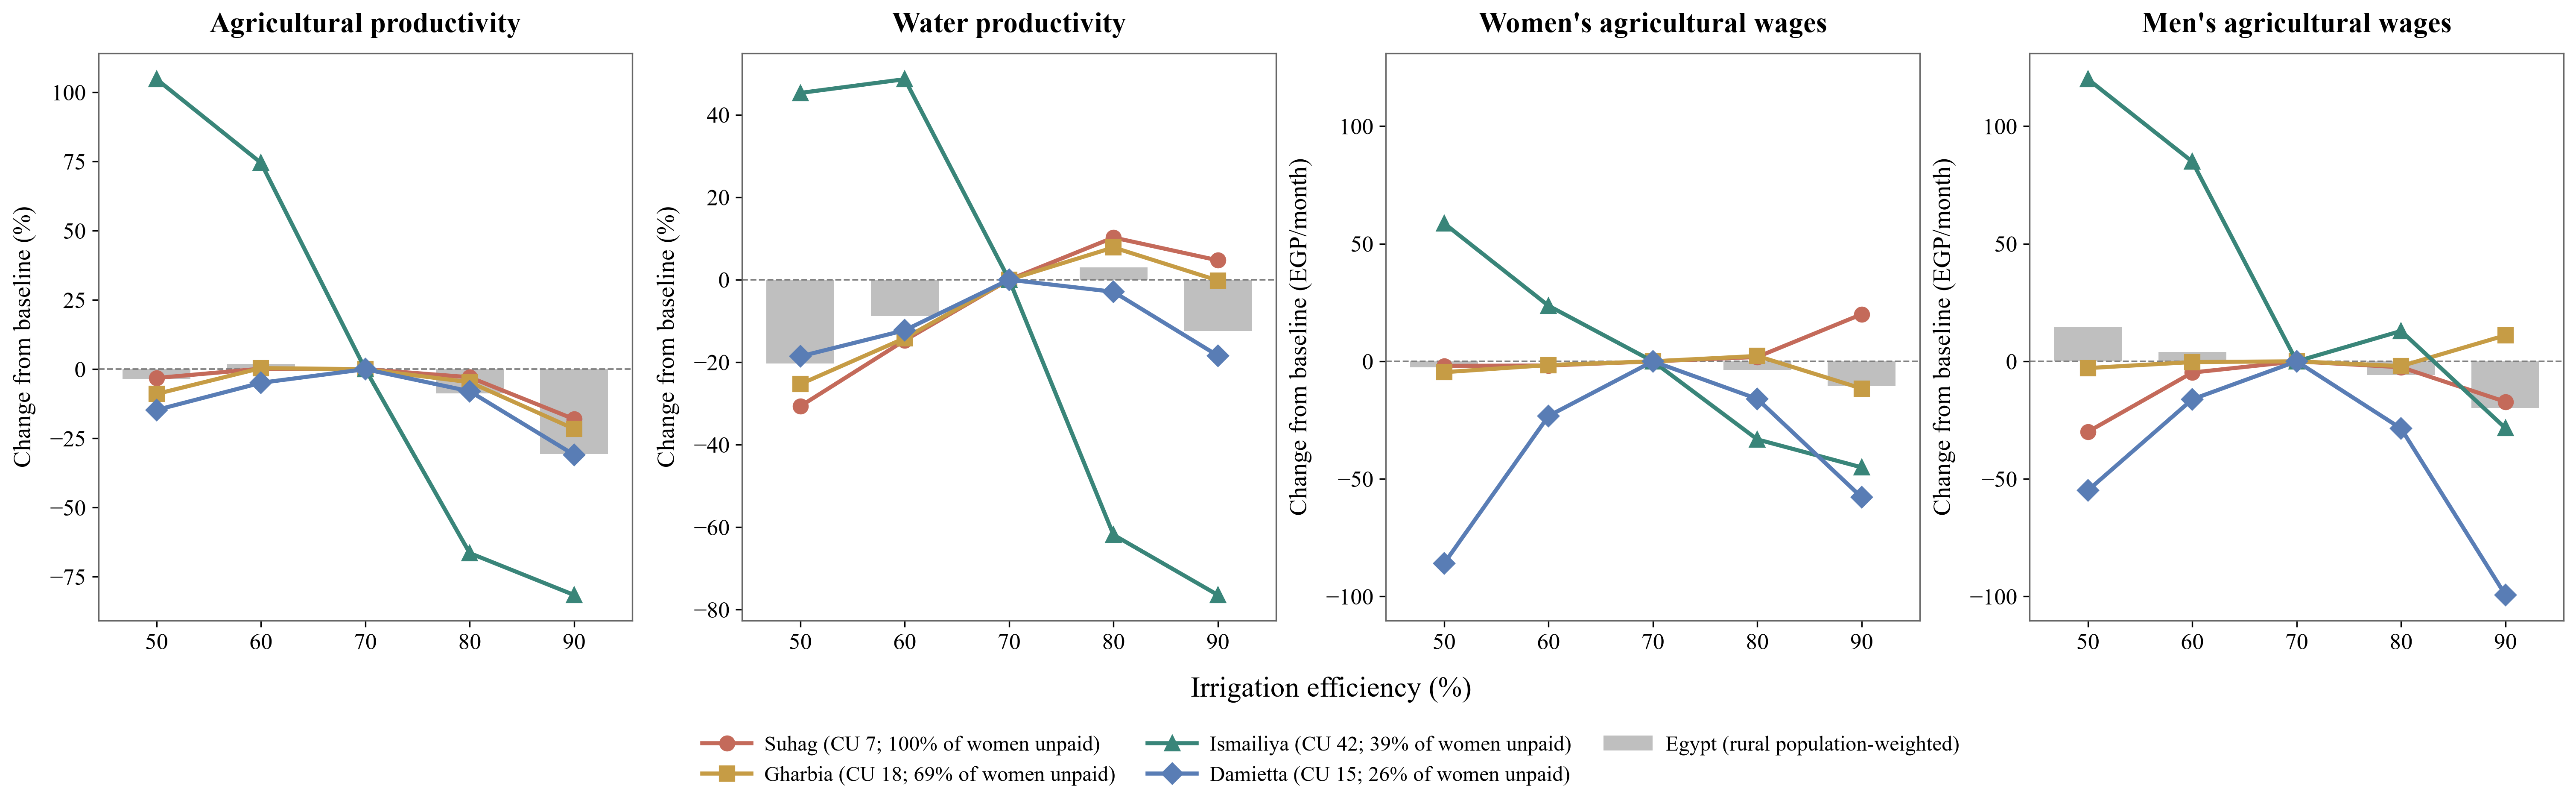 Agricultural productivity
Change from baseline (%)
100
75
50
25
0
−25
−50
−75
50 60 70 80 90
Water productivity
Change from baseline (%)
40
20
0
−20
−40
−60
−80
50 60 70 80 90
Women's agricultural wages
Change from baseline (EGP/month)
100
50
0
−50
−100
50 60 70 80 90
Men's agricultural wages
Change from baseline (EGP/month)
100
50
0
−50
−100
50 60 70 80 90
Irrigation efficiency (%)
Suhag (CU 7; 100% of women unpaid)
Gharbia (CU 18; 69% of women unpaid)
Ismailiya (CU 42; 39% of women unpaid)
Damietta (CU 15; 26% of women unpaid)
Egypt (rural population-weighted)